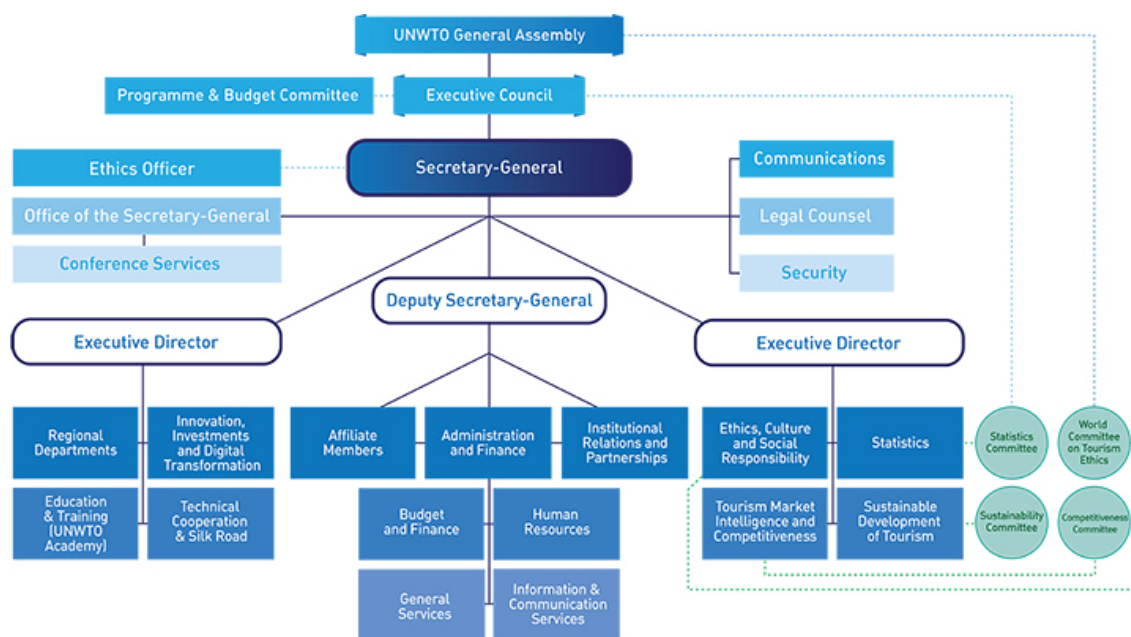 UNWTO General Assembly
Programme & Budget Committee
Executive Council
Ethics Officer
Secretary-General
Communications
Office of the Secretary-General
Legal Counsel
Conference Services
Security
Deputy Secretary-General
Executive Director
Executive Director
Regional
Departments
Innovation,
Investments
and Digital
Transformation
Affiliate
Members
Administration
and Finance
Institutional
Relations and
Partnerships
Ethics, Culture
and Social
Responsibility
Statistics
Statistics
Committee
World
Committee
on Tourism
Ethics
Education
& Training
(UNWTO
Academy)
Technical
Cooperation
& Silk Road
Budget
and Finance
Human
Resources
Tourism Market
Intelligence and
Competitiveness
Sustainable
Development
of Tourism
Sustainability
Committee
Competitiveness
Committee
General
Services
Information &
Communication
Services